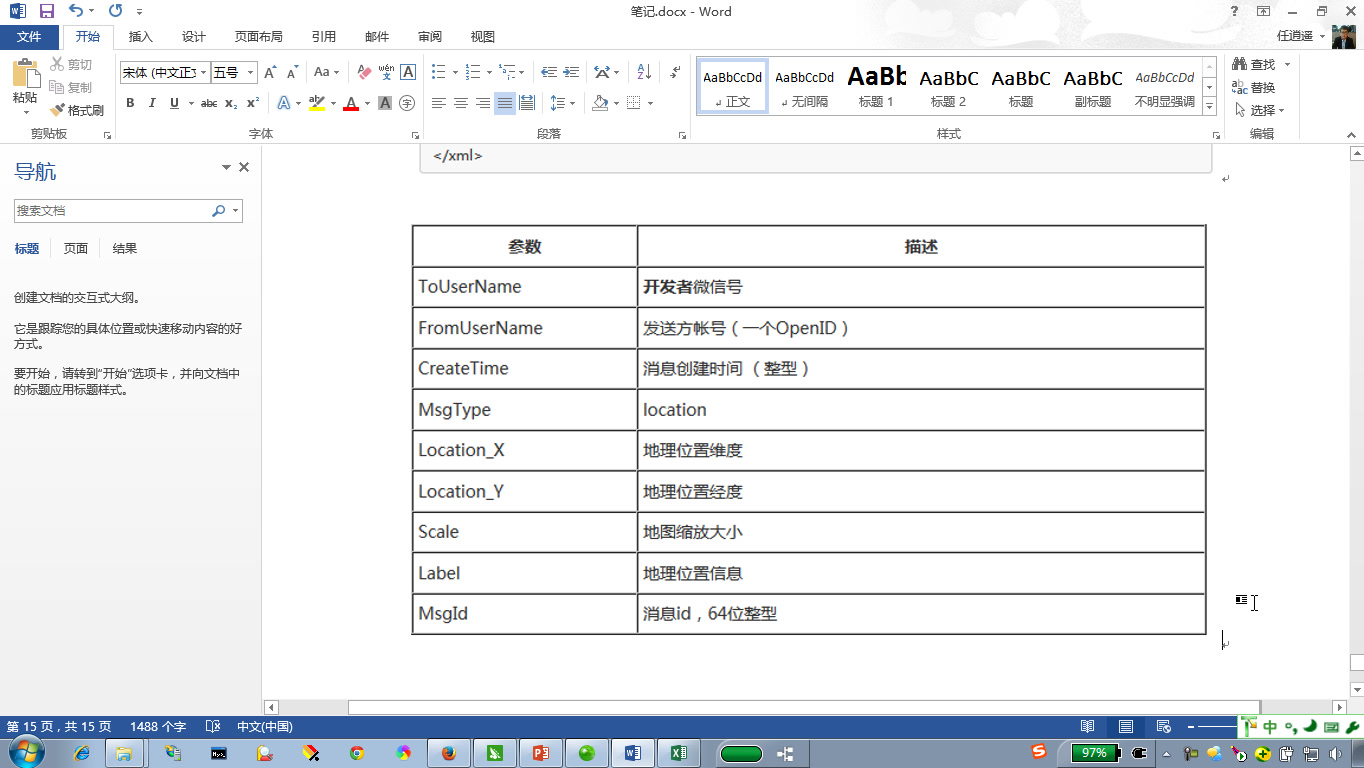 笔记.docx - Word
文件 开始 插入 设计 页面布局 引用 邮件 审阅 视图 任逍遥
粘贴 剪切 复制 格式刷 剪贴板
宋体 (中文正文 五号 字体
段落
AaBbCcDd 正文
AaBbCcDd 无间隔
AaBb 标题 1
AaBbC 标题 2
AaBbC 标题
AaBbC 副标题
AaBbCcDd 不明显强调
样式
查找 替换 选择 编辑
导航
搜索文档
标题 页面 结果
创建文档的交互式大纲。
它是跟踪您的具体位置或快速移动内容的好
方式。
要开始，请转到“开始”选项卡，并向文档中
的标题应用标题样式。
</xml>
参数 描述
ToUserName 开发者微信号
FromUserName 发送方帐号（一个OpenID）
CreateTime 消息创建时间 （整型）
MsgType location
Location_X 地理位置维度
Location_Y 地理位置经度
Scale 地图缩放大小
Label 地理位置信息
MsgId 消息id，64位整型
第 15 页，共 15 页 1488 个字 中文(中国)
中
97%